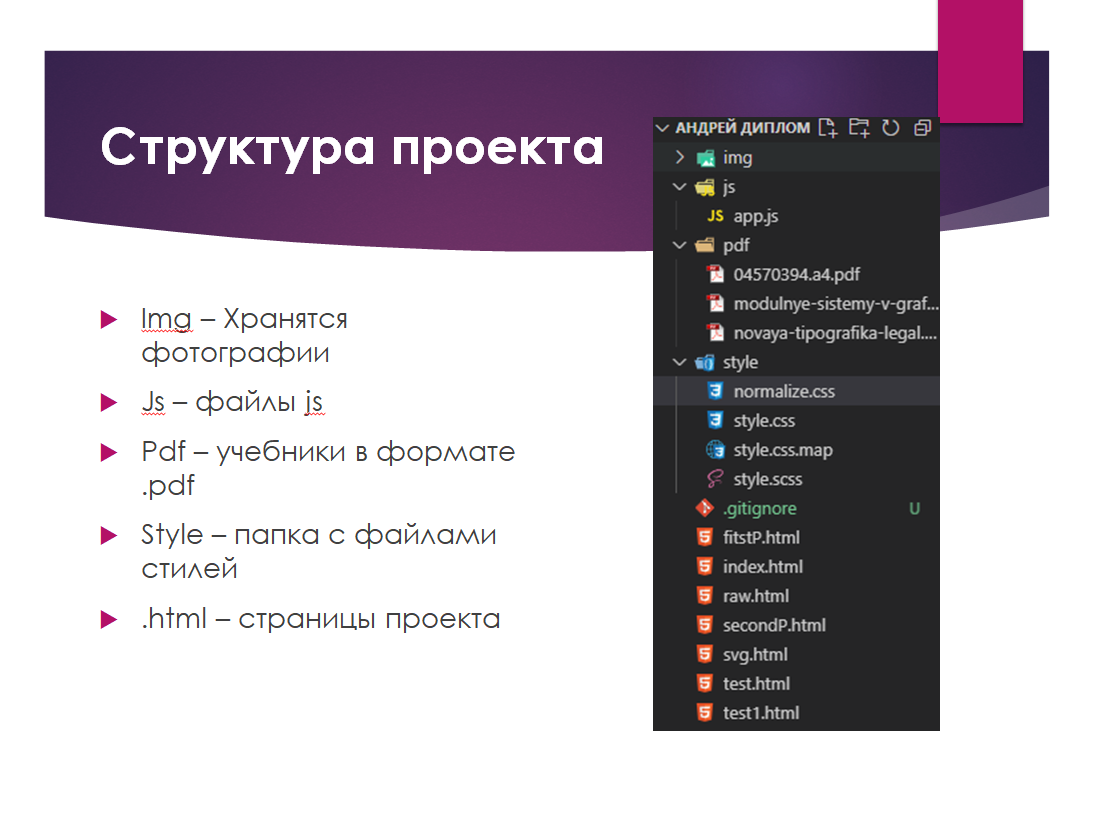 Структура проекта
Img – Хранятся
фотографии
Js – файлы js
Pdf – учебники в формате
.pdf
Style – папка с файлами
стилей
.html – страницы проекта
АНДРЕЙ ДИПЛОМ
img
js
JS app.js
pdf
04570394.a4.pdf
modulnye-sistemy-v-graf...
novaya-tipografika-legal....
style
normalize.css
style.css
style.css.map
style.scss
.gitignore U
fitstP.html
index.html
raw.html
secondP.html
svg.html
test.html
test1.html